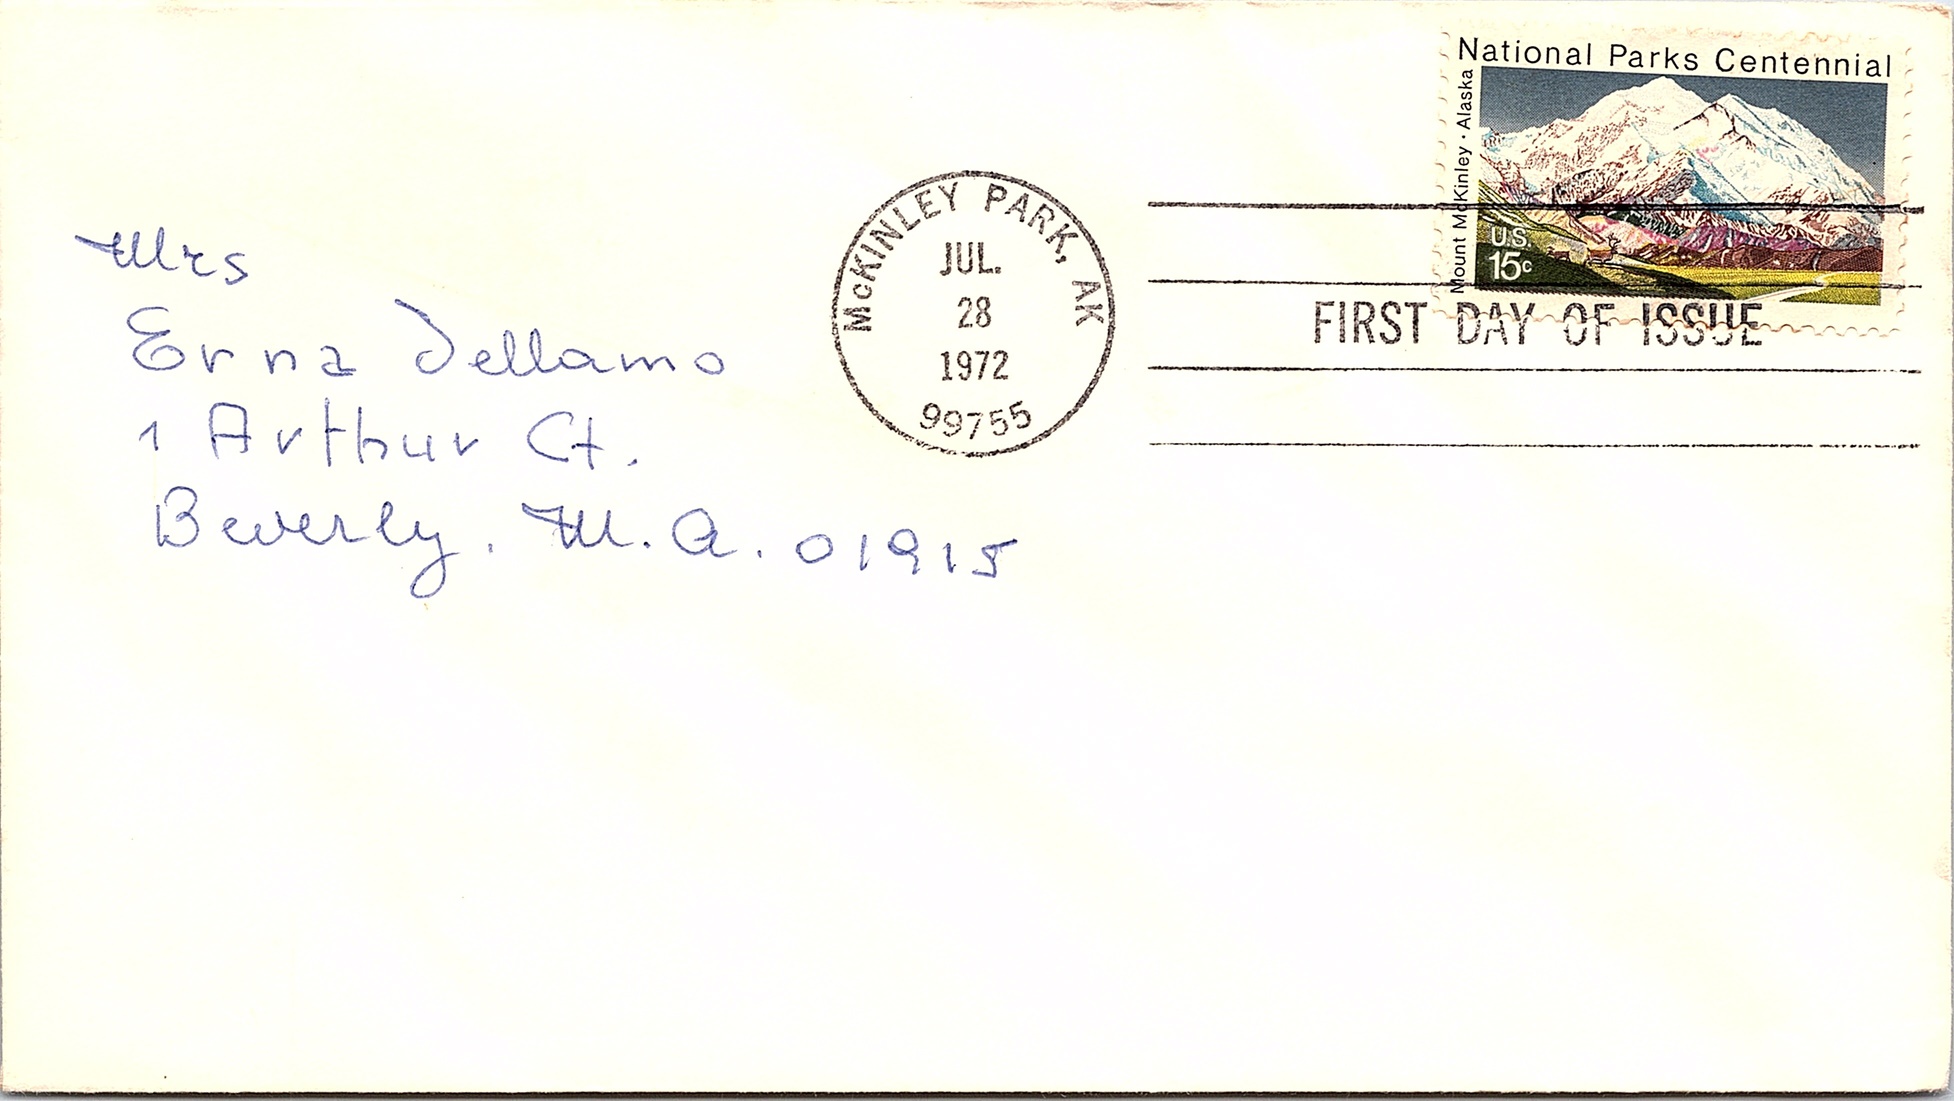 National Parks Centennial
Mount McKinley · Alaska
U.S.
15c
McKINLEY PARK, AK
JUL.
28
1972
99755
FIRST DAY OF ISSUE
Mrs
Erna Dellamo
1 Arthur Ct.
Beverly. M.A. 01915